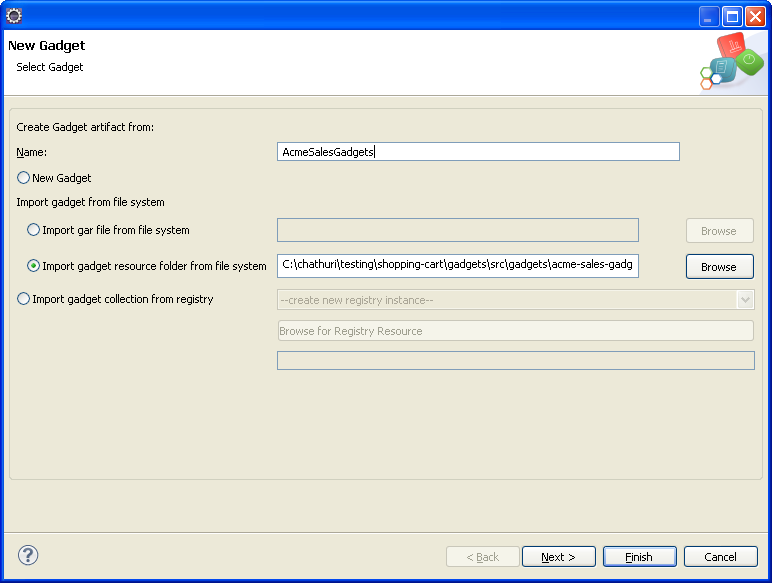 New Gadget
Select Gadget
Create Gadget artifact from:
Name: AcmeSalesGadgets
New Gadget
Import gadget from file system
Import gar file from file system Browse
Import gadget resource folder from file system C:\chathuri\testing\shopping-cart\gadgets\src\gadgets\acme-sales-gadg Browse
Import gadget collection from registry --create new registry instance--
Browse for Registry Resource
? < Back Next > Finish Cancel